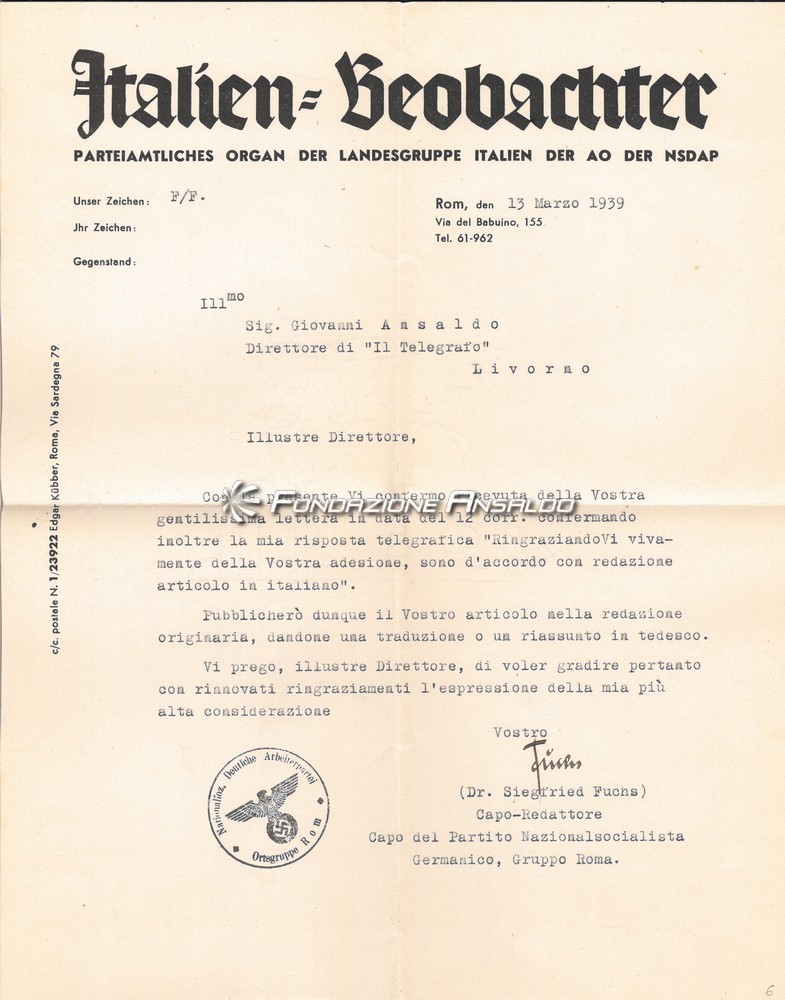 Italien-Beobachter
PARTEIAMTLICHES ORGAN DER LANDESGRUPPE ITALIEN DER AO DER NSDAP
Unser Zeichen: F/F.
Jhr Zeichen:
Gegenstand:
Rom, den 13 Marzo 1939
Via del Babuino, 155
Tel. 61-962
Illmo
Sig. Giovanni Ansaldo
Direttore di "Il Telegrafo"
Livorno
Illustre Direttore,
Con la presente Vi confermo ricevuta della Vostra
FONDAZIONE ANSALDO
gentilissima lettera in data del 12 corr. confermando
inoltre la mia risposta telegrafica "RingraziandoVi viva-
mente della Vostra adesione, sono d'accordo con redazione
articolo in italiano".
Pubblicherò dunque il Vostro articolo nella redazione
originaria, dandone una traduzione o un riassunto in tedesco.
Vi prego, illustre Direttore, di voler gradire pertanto
con rinnovati ringraziamenti l'espressione della mia più
alta considerazione
Vostro
Fuchs
(Dr. Siegfried Fuchs)
Capo-Redattore
Capo del Partito Nazionalsocialista
Germanico, Gruppo Roma.
Nationalsoz. Deutsche Arbeiterpartei
Ortsgruppe Rom
c/c. postale N. 1/23922 Edgar Kübber, Roma, Via Sardegna 79
6